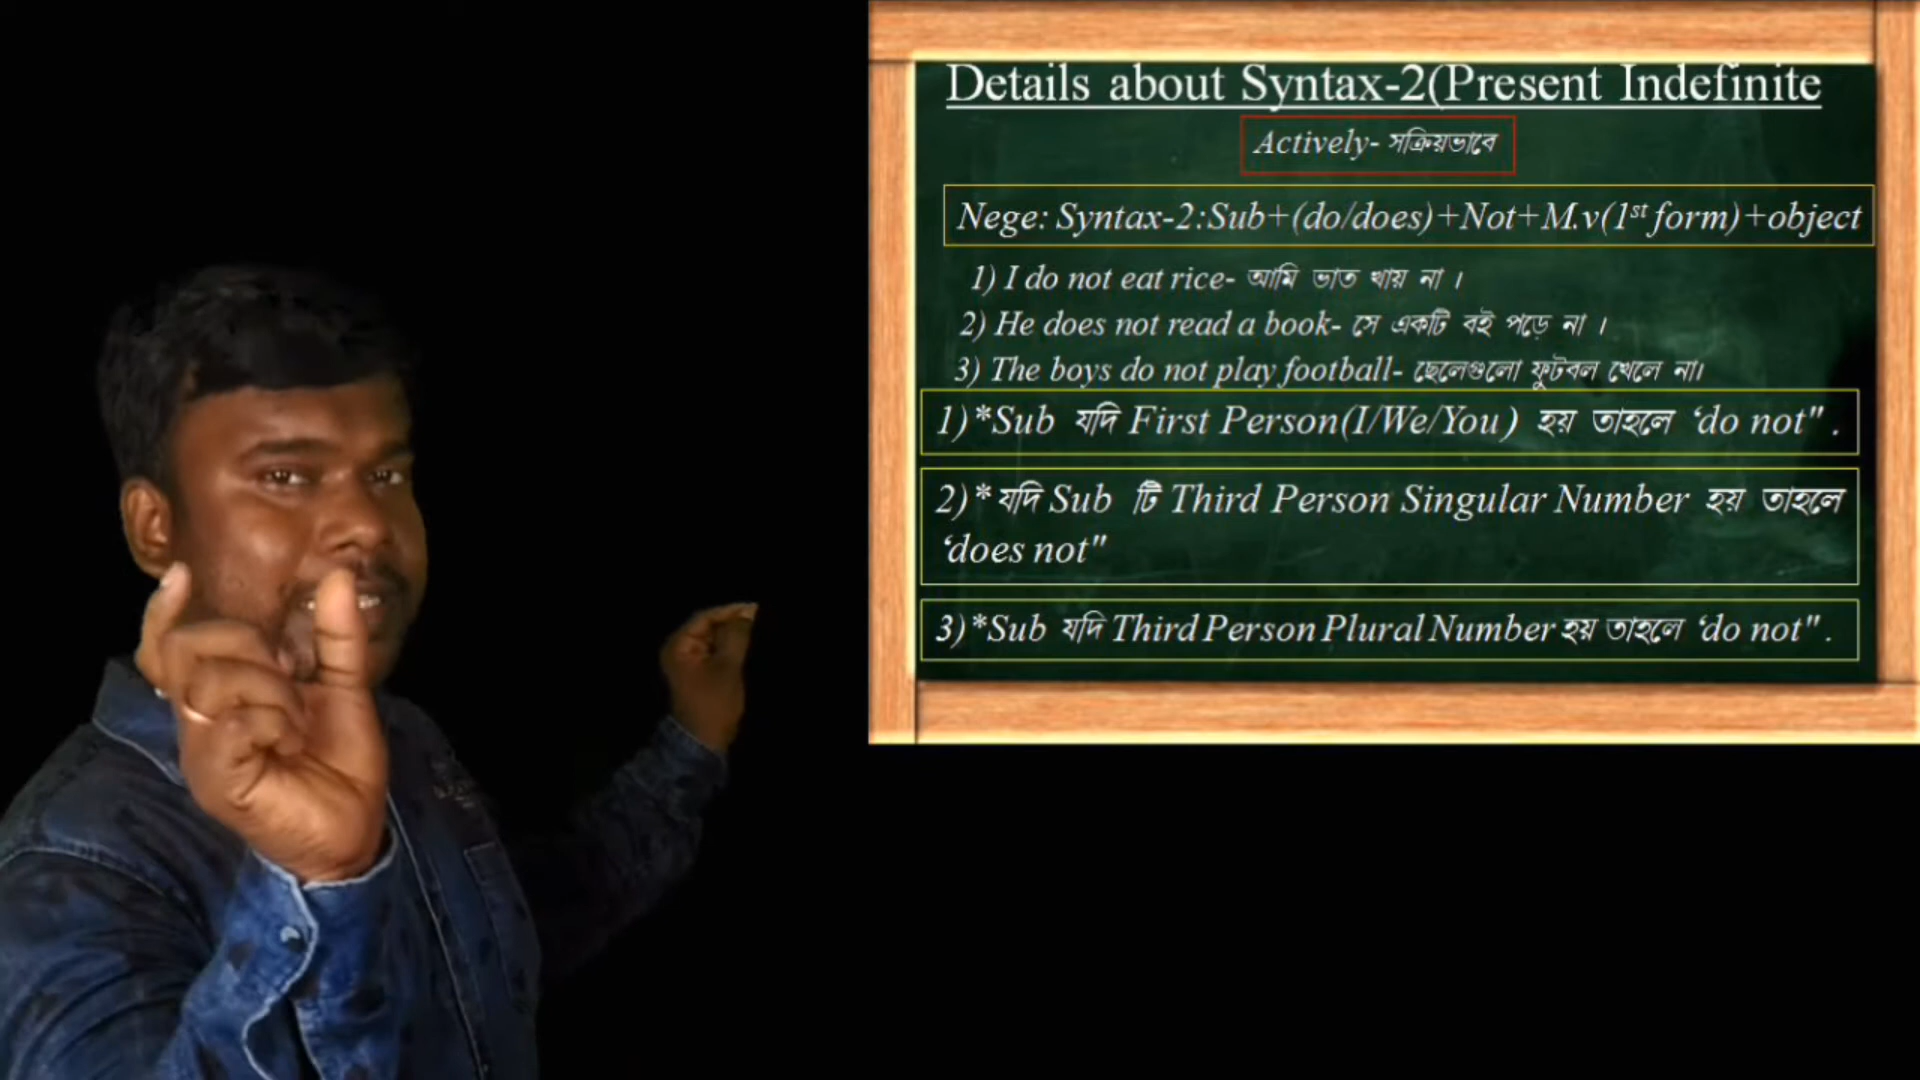 Details about Syntax-2(Present Indefinite
Actively- সক্রিয়ভাবে
Nege: Syntax-2:Sub+(do/does)+Not+M.v(1st form)+object
1) I do not eat rice- আমি ভাত খায় না ।
2) He does not read a book- সে একটি বই পড়ে না ।
3) The boys do not play football- ছেলেগুলো ফুটবল খেলে না।
1)*Sub যদি First Person(I/We/You) হয় তাহলে ‘do not" .
2)* যদি Sub টি Third Person Singular Number হয় তাহলে
‘does not"
3)*Sub যদি Third Person Plural Number হয় তাহলে ‘do not" .